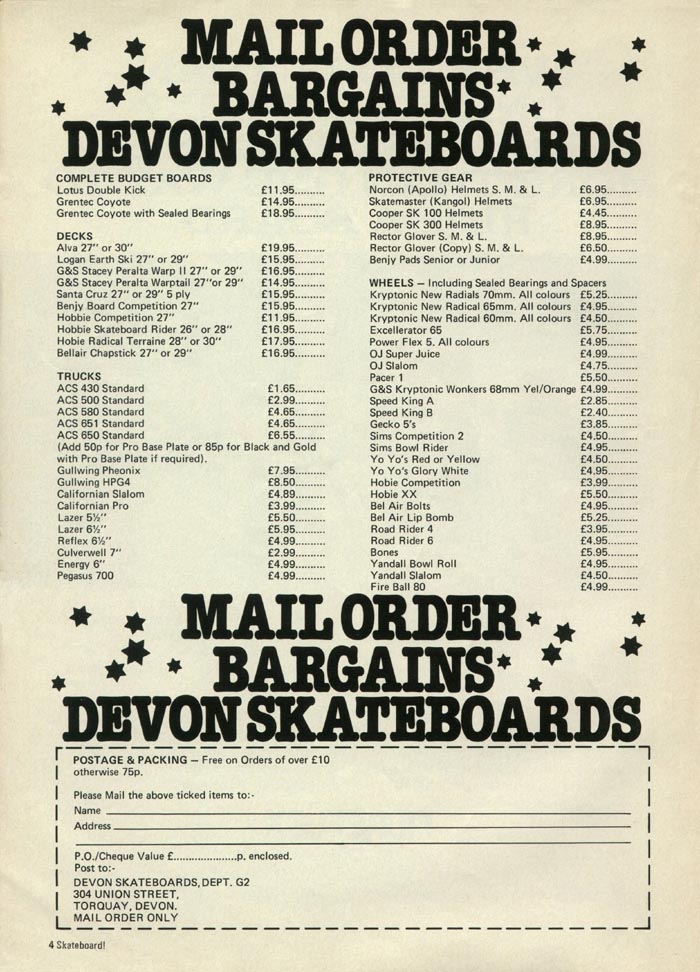 MAIL ORDER
BARGAINS
DEVON SKATEBOARDS
COMPLETE BUDGET BOARDS
Lotus Double Kick £11.95..........
Grentec Coyote £14.95..........
Grentec Coyote with Sealed Bearings £18.95..........
DECKS
Alva 27" or 30" £19.95..........
Logan Earth Ski 27" or 29" £15.95..........
G&S Stacey Peralta Warp II 27" or 29" £16.95..........
G&S Stacey Peralta Warptail 27"or 29" £14.95..........
Santa Cruz 27" or 29" 5 ply £15.95..........
Benjy Board Competition 27" £15.95..........
Hobbie Competition 27" £11.95..........
Hobbie Skateboard Rider 26" or 28" £16.95..........
Hobie Radical Terraine 28" or 30" £17.95..........
Bellair Chapstick 27" or 29" £16.95..........
TRUCKS
ACS 430 Standard £1.65..........
ACS 500 Standard £2.99..........
ACS 580 Standard £4.65..........
ACS 651 Standard £4.65..........
ACS 650 Standard £6.55..........
(Add 50p for Pro Base Plate or 85p for Black and Gold
with Pro Base Plate if required).
Gullwing Pheonix £7.95..........
Gullwing HPG4 £8.50..........
Californian Slalom £4.89..........
Californian Pro £3.99..........
Lazer 5½" £5.50..........
Lazer 6½" £5.95..........
Reflex 6½" £4.99..........
Culverwell 7" £2.99..........
Energy 6" £4.99..........
Pegasus 700 £4.99..........
PROTECTIVE GEAR
Norcon (Apollo) Helmets S. M. & L. £6.95..........
Skatemaster (Kangol) Helmets £6.95..........
Cooper SK 100 Helmets £4.45..........
Cooper SK 300 Helmets £8.95..........
Rector Glover S. M. & L. £8.95..........
Rector Glover (Copy) S. M. & L. £6.50..........
Benjy Pads Senior or Junior £4.99..........
WHEELS — Including Sealed Bearings and Spacers
Kryptonic New Radials 70mm. All colours £5.25..........
Kryptonic New Radical 65mm. All colours £4.95..........
Kryptonic New Radical 60mm. All colours £4.50..........
Excellerator 65 £5.75..........
Power Flex 5. All colours £4.95..........
OJ Super Juice £4.99..........
OJ Slalom £4.75..........
Pacer 1 £5.50..........
G&S Kryptonic Wonkers 68mm Yel/Orange £4.99..........
Speed King A £2.85..........
Speed King B £2.40..........
Gecko 5's £3.85..........
Sims Competition 2 £4.50..........
Sims Bowl Rider £4.95..........
Yo Yo's Red or Yellow £4.50..........
Yo Yo's Glory White £4.95..........
Hobie Competition £3.99..........
Hobie XX £5.50..........
Bel Air Bolts £4.95..........
Bel Air Lip Bomb £5.25..........
Road Rider 4 £3.95..........
Road Rider 6 £4.95..........
Bones £5.95..........
Yandall Bowl Roll £4.95..........
Yandall Slalom £4.50..........
Fire Ball 80 £4.99..........
MAIL ORDER
BARGAINS
DEVON SKATEBOARDS
POSTAGE & PACKING — Free on Orders of over £10
otherwise 75p.
Please Mail the above ticked items to:-
Name
Address
P.O./Cheque Value £......................p. enclosed.
Post to:-
DEVON SKATEBOARDS, DEPT. G2
304 UNION STREET,
TORQUAY, DEVON.
MAIL ORDER ONLY
4 Skateboard!